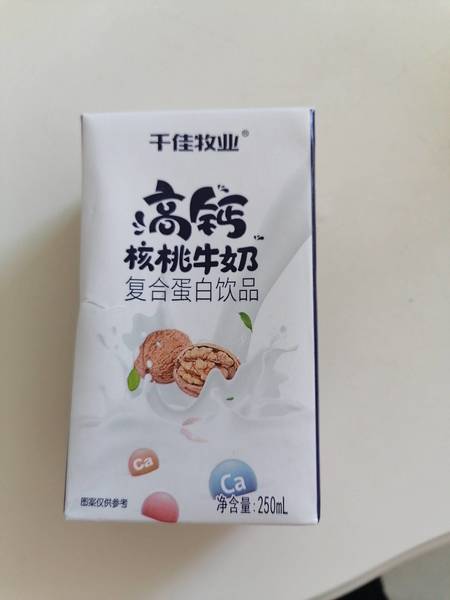 千佳牧业®
高钙
核桃牛奶
复合蛋白饮品
Ca
Ca
图案仅供参考
净含量:250mL